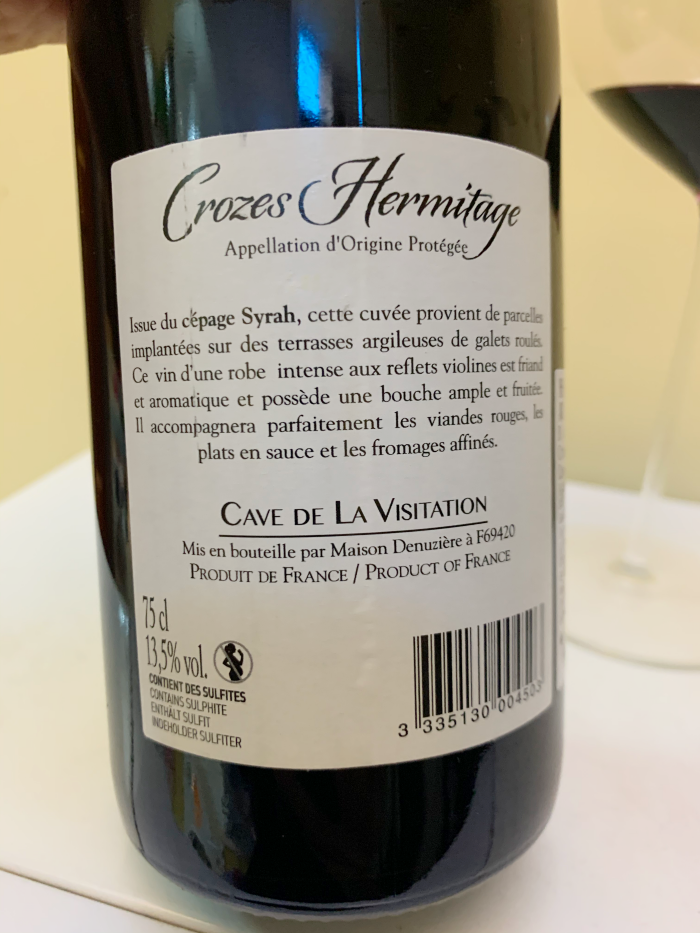 Crozes Hermitage
Appellation d'Origine Protégée
Issue du cépage Syrah, cette cuvée provient de parcelles
implantées sur des terrasses argileuses de galets roulés.
Ce vin d'une robe intense aux reflets violines est friand
et aromatique et possède une bouche ample et fruitée.
Il accompagnera parfaitement les viandes rouges, les
plats en sauce et les fromages affinés.
CAVE DE LA VISITATION
Mis en bouteille par Maison Denuzière à F69420
PRODUIT DE FRANCE / PRODUCT OF FRANCE
75 cl
13,5% vol.
CONTIENT DES SULFITES
CONTAINS SULPHITE
ENTHÄLT SULFIT
INDEHOLDER SULFITER
3 335130 004503